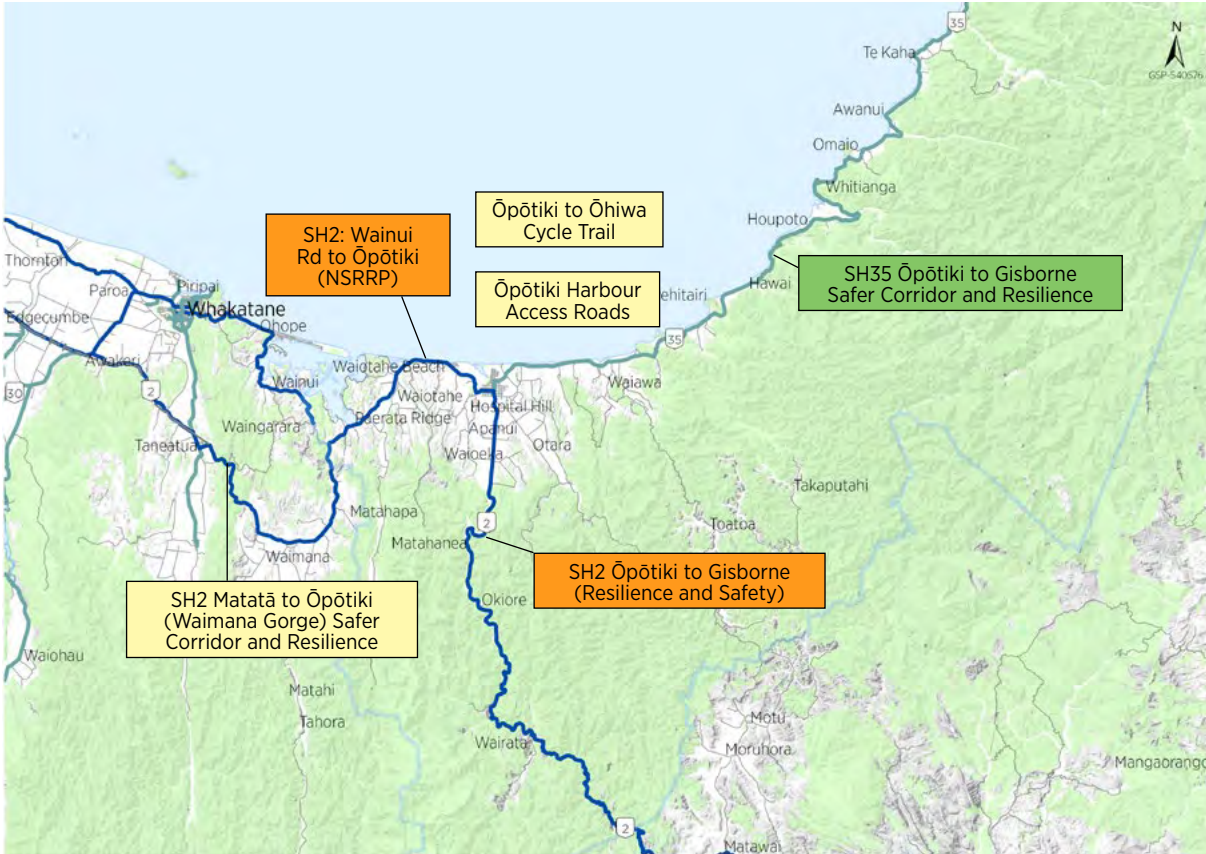 35
Te Kaha
N
GSP-540576
Awanui
Omaio
Whitianga
Houpoto
Hawai
Ōpōtiki to Ōhiwa
Cycle Trail
SH2: Wainui
Rd to Ōpōtiki
(NSRRP)
Ōpōtiki Harbour
Access Roads
SH35 Ōpōtiki to Gisborne
Safer Corridor and Resilience
ehitairi
35
Thornton
Paroa
Piripai
Whakatane
Edgecumbe
Ohope
Awakeri
30
2
Wainui
Waiotahe Beach
Waiotahe
Paerata Ridge
Hospital Hill
Apanui
Waioeka
Otara
Waiawa
Waingarara
Taneatua
Waimana
Matahapa
Matahanea
2
Takaputahi
Toatoa
SH2 Ōpōtiki to Gisborne
(Resilience and Safety)
SH2 Matatā to Ōpōtiki
(Waimana Gorge) Safer
Corridor and Resilience
Okiore
Waiohau
Matahi
Tahora
Wairata
Motu
Moruhora
Mangaorango
2
Matawai